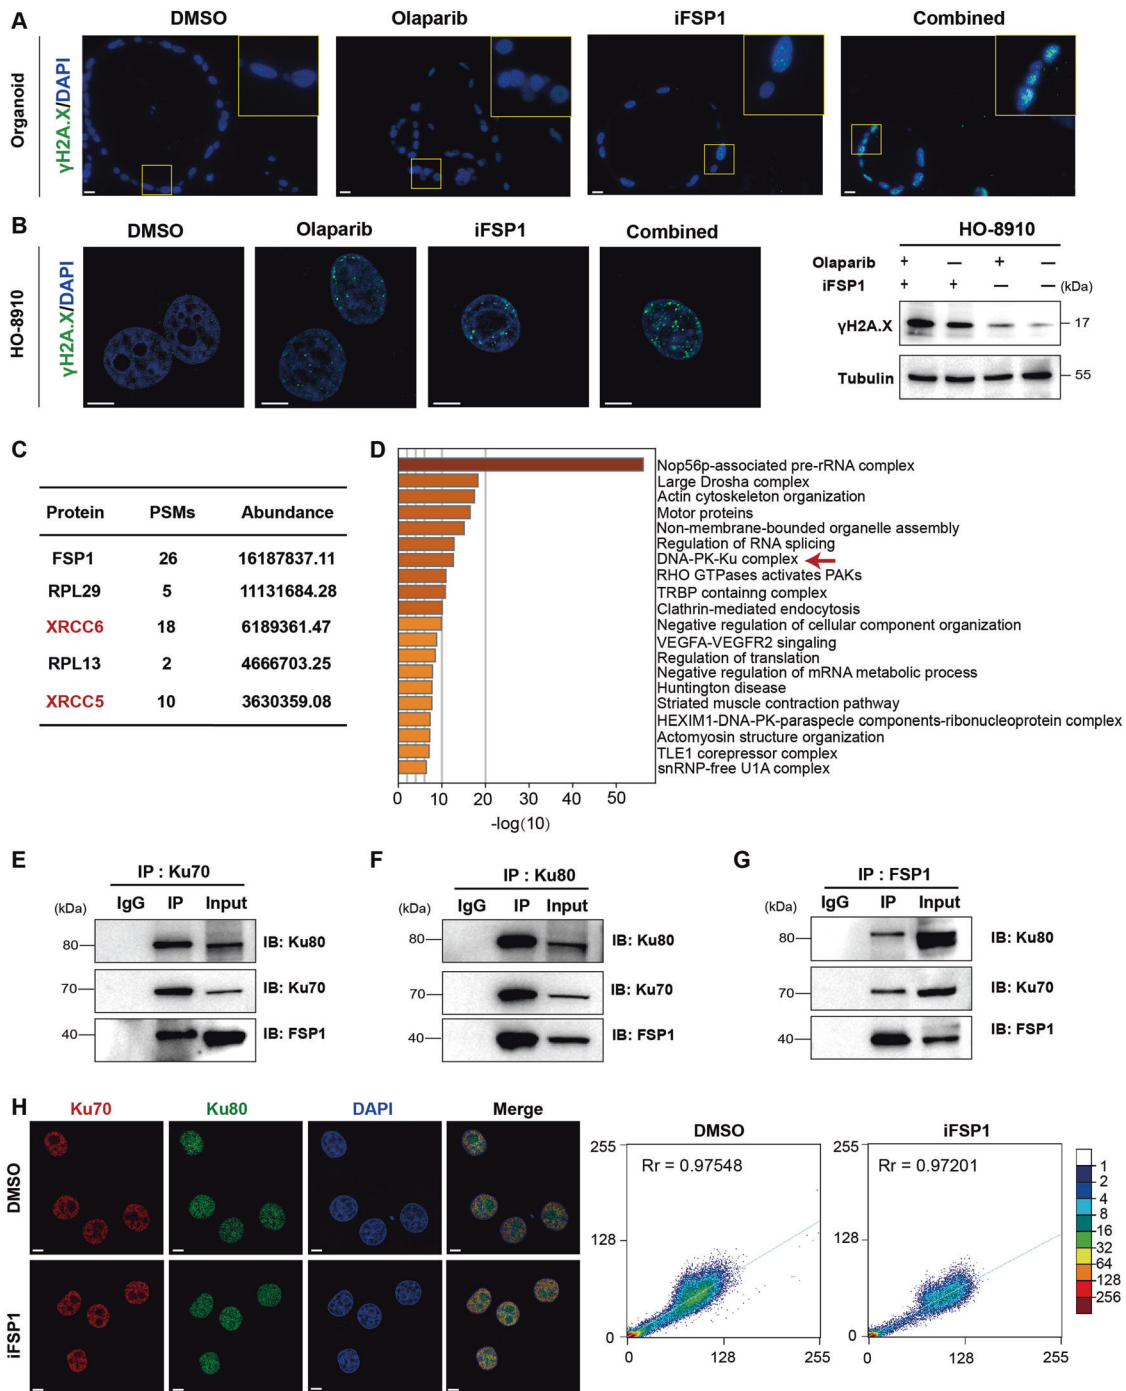 A
DMSO
Olaparib
iFSP1
Combined
Organoid
γH2A.X/DAPI
B
DMSO
Olaparib
iFSP1
Combined
HO-8910
γH2A.X/DAPI
HO-8910
Olaparib + — + —
iFSP1 + + — — (kDa)
γH2A.X 17
Tubulin 55
C
Protein PSMs Abundance
FSP1 26 16187837.11
RPL29 5 11131684.28
XRCC6 18 6189361.47
RPL13 2 4666703.25
XRCC5 10 3630359.08
D
Nop56p-associated pre-rRNA complex
Large Drosha complex
Actin cytoskeleton organization
Motor proteins
Non-membrane-bounded organelle assembly
Regulation of RNA splicing
DNA-PK-Ku complex
RHO GTPases activates PAKs
TRBP containng complex
Clathrin-mediated endocytosis
Negative regulation of cellular component organization
VEGFA-VEGFR2 singaling
Regulation of translation
Negative regulation of mRNA metabolic process
Huntington disease
Striated muscle contraction pathway
HEXIM1-DNA-PK-paraspecle components-ribonucleoprotein complex
Actomyosin structure organization
TLE1 corepressor complex
snRNP-free U1A complex
0 10 20 30 40 50
-log(10)
E
IP : Ku70
(kDa) IgG IP Input
80 IB: Ku80
70 IB: Ku70
40 IB: FSP1
F
IP : Ku80
(kDa) IgG IP Input
80 IB: Ku80
70 IB: Ku70
40 IB: FSP1
G
IP : FSP1
(kDa) IgG IP Input
80 IB: Ku80
70 IB: Ku70
40 IB: FSP1
H
Ku70 Ku80 DAPI Merge
DMSO
iFSP1
DMSO
255
Rr = 0.97548
128
0
0 128 255
iFSP1
255
Rr = 0.97201
128
0
0 128 255
1
2
4
8
16
32
64
128
256